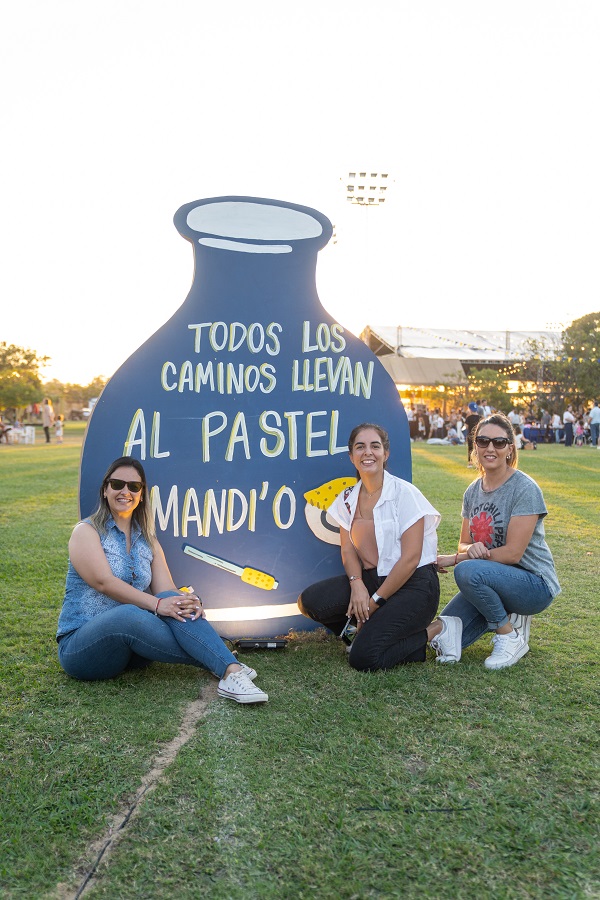 TODOS LOS
CAMINOS LLEVAN
AL PASTEL
MANDI'O